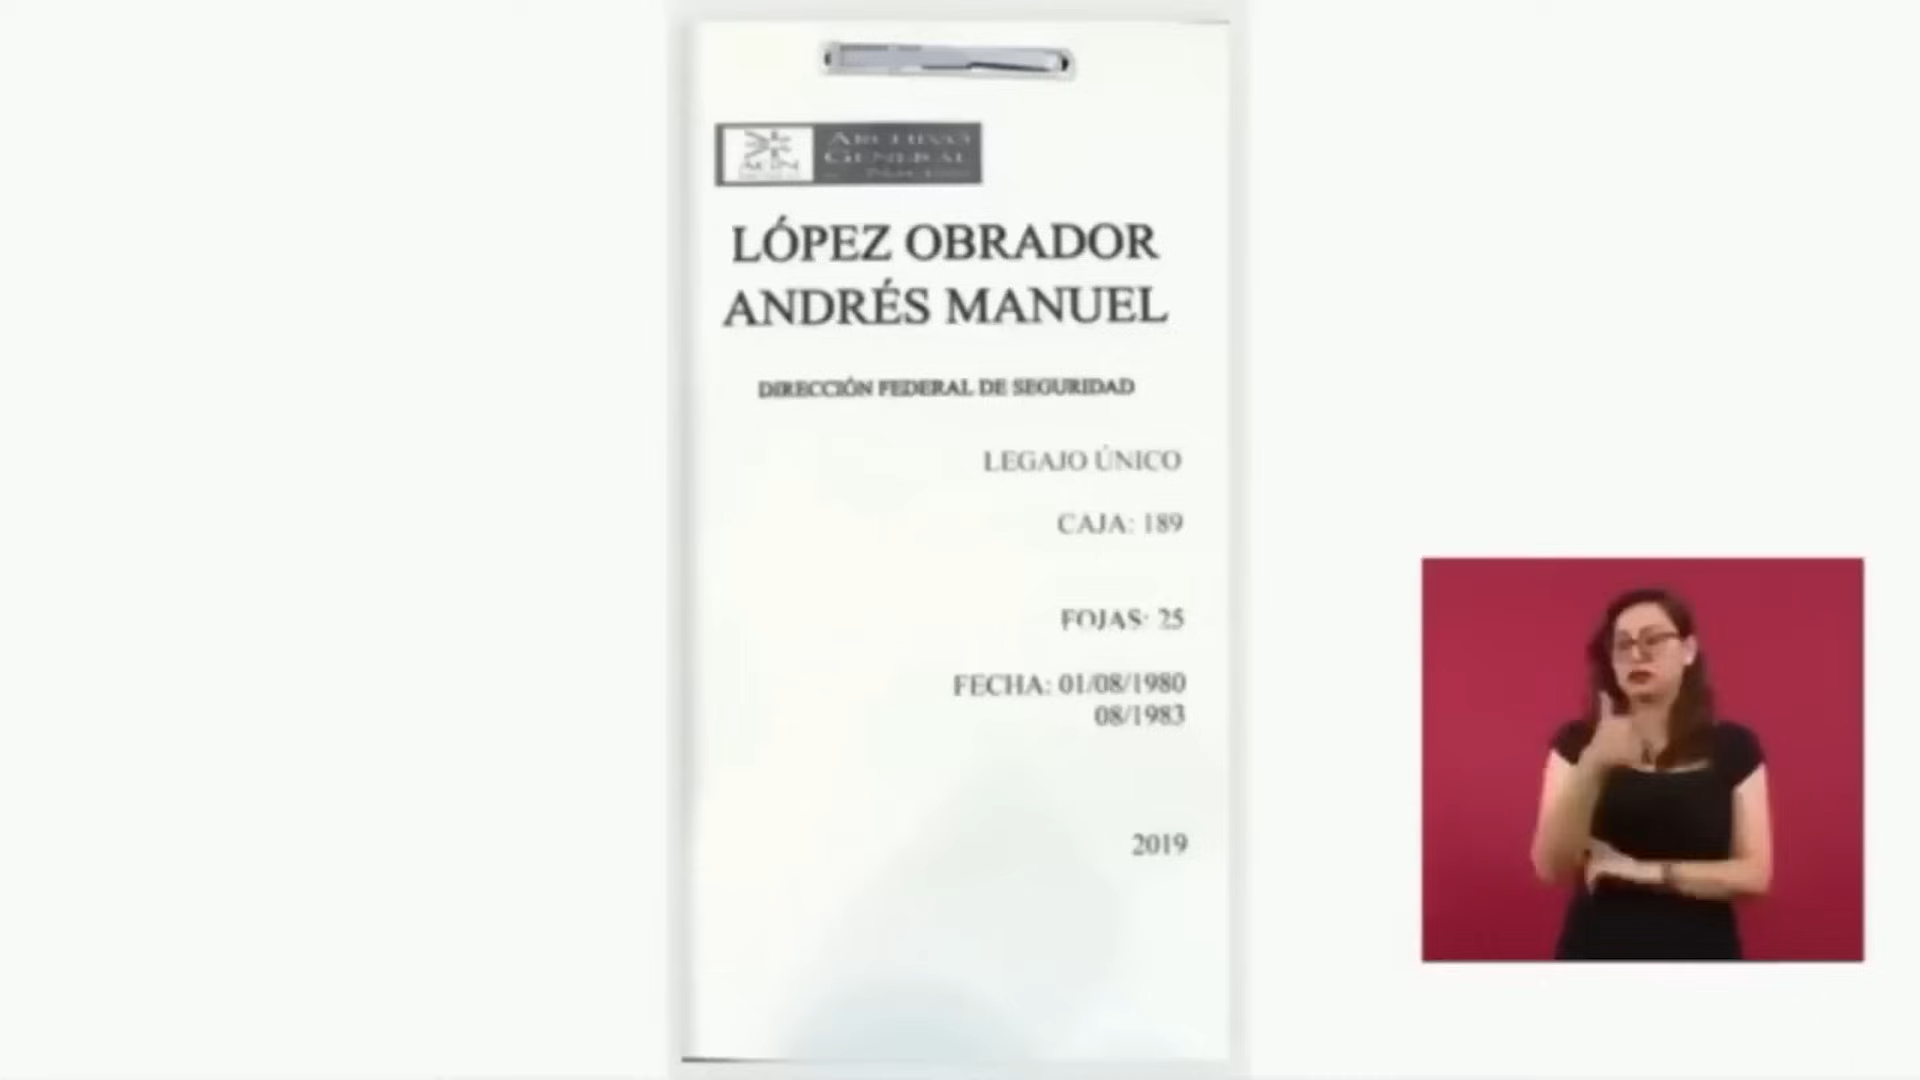 ARCHIVO
GENERAL
LÓPEZ OBRADOR
ANDRÉS MANUEL
DIRECCIÓN FEDERAL DE SEGURIDAD
LEGAJO ÚNICO
CAJA: 189
FOJAS: 25
FECHA: 01/08/1980
08/1983
2019